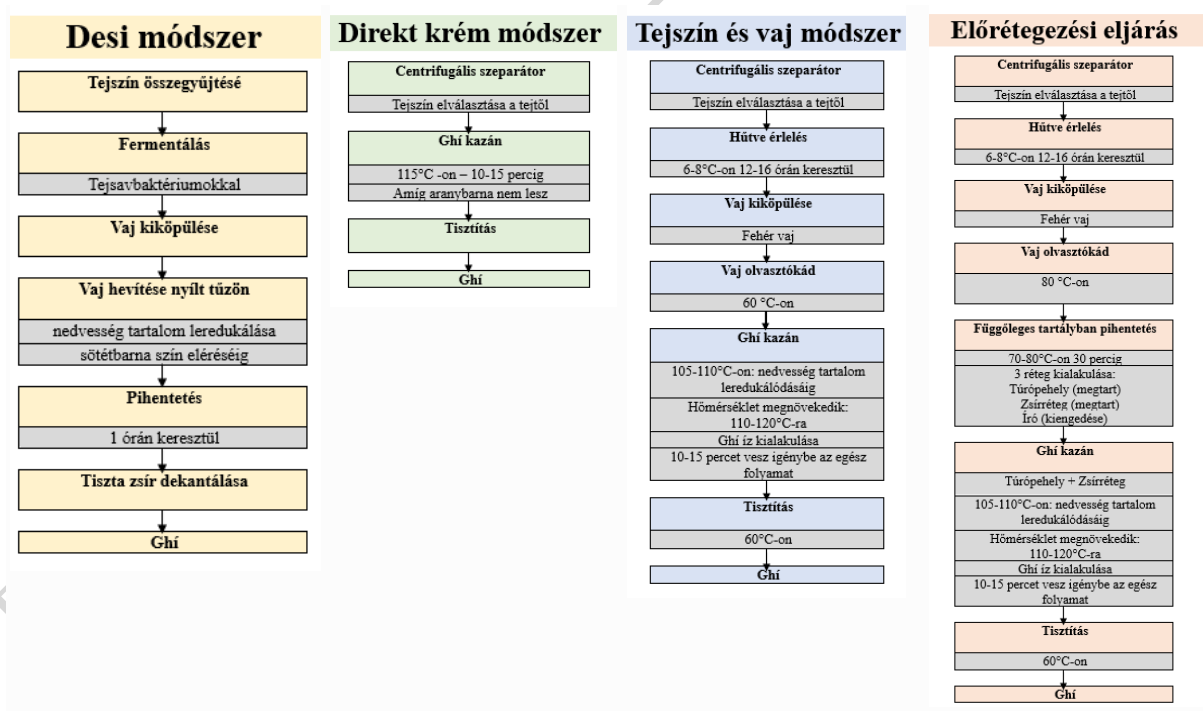 Desi módszer
Tejszín összegyűjtésé
Fermentálás
Tejsavbaktériumokkal
Vaj kiköpülése
Vaj hevítése nyílt tűzön
nedvesség tartalom leredukálása
sötétbarna szín eléréséig
Pihentetés
1 órán keresztül
Tiszta zsír dekantálása
Ghí
Direkt krém módszer
Centrifugális szeparátor
Tejszín elválasztása a tejtől
Ghí kazán
115°C -on – 10-15 percig
Amíg aranybarna nem lesz
Tisztítás
Ghí
Tejszín és vaj módszer
Centrifugális szeparátor
Tejszín elválasztása a tejtől
Hűtve érlelés
6-8°C-on 12-16 órán keresztül
Vaj kiköpülése
Fehér vaj
Vaj olvasztókád
60 °C-on
Ghí kazán
105-110°C-on: nedvesség tartalom
leredukálódásáig
Hőmérséklet megnövekedik:
110-120°C-ra
Ghí íz kialakulása
10-15 percet vesz igénybe az egész
folyamat
Tisztítás
60°C-on
Ghí
Előrétegezési eljárás
Centrifugális szeparátor
Tejszín elválasztása a tejtől
Hűtve érlelés
6-8°C-on 12-16 órán keresztül
Vaj kiköpülése
Fehér vaj
Vaj olvasztókád
80 °C-on
Függőleges tartályban pihentetés
70-80°C-on 30 percig
3 réteg kialakulása:
Túrópehely (megtart)
Zsírréteg (megtart)
Író (kiengedése)
Ghí kazán
Túrópehely + Zsírréteg
105-110°C-on: nedvesség tartalom
leredukálódásáig
Hőmérséklet megnövekedik:
110-120°C-ra
Ghí íz kialakulása
10-15 percet vesz igénybe az egész
folyamat
Tisztítás
60°C-on
Ghí